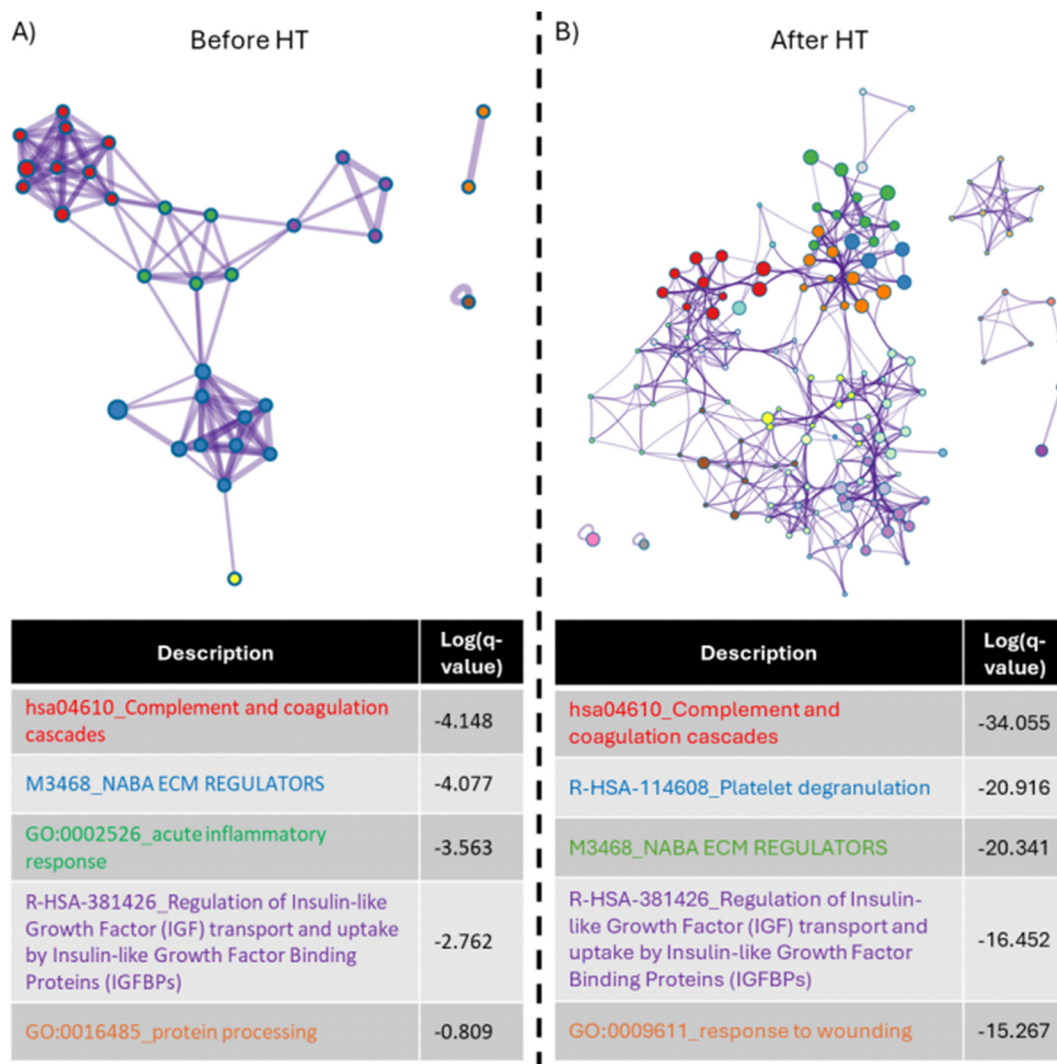 A)
Before HT
Description
Log(q-
value)
hsa04610_Complement and coagulation
cascades
-4.148
M3468_NABA ECM REGULATORS
-4.077
GO:0002526_acute inflammatory
response
-3.563
R-HSA-381426_Regulation of Insulin-like
Growth Factor (IGF) transport and uptake
by Insulin-like Growth Factor Binding
Proteins (IGFBPs)
-2.762
GO:0016485_protein processing
-0.809
B)
After HT
Description
Log(q-
value)
hsa04610_Complement and
coagulation cascades
-34.055
R-HSA-114608_Platelet degranulation
-20.916
M3468_NABA ECM REGULATORS
-20.341
R-HSA-381426_Regulation of Insulin-
like Growth Factor (IGF) transport and
uptake by Insulin-like Growth Factor
Binding Proteins (IGFBPs)
-16.452
GO:0009611_response to wounding
-15.267